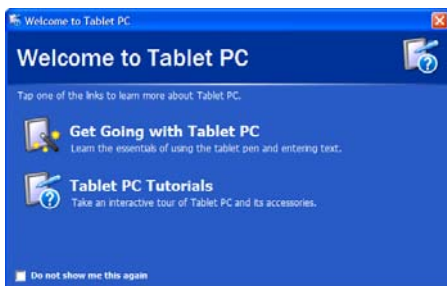 Welcome to Tablet PC
Welcome to Tablet PC
Tap one of the links to learn more about Tablet PC.
Get Going with Tablet PC
Learn the essentials of using the tablet pen and entering text.
Tablet PC Tutorials
Take an interactive tour of Tablet PC and its accessories.
Do not show me this again